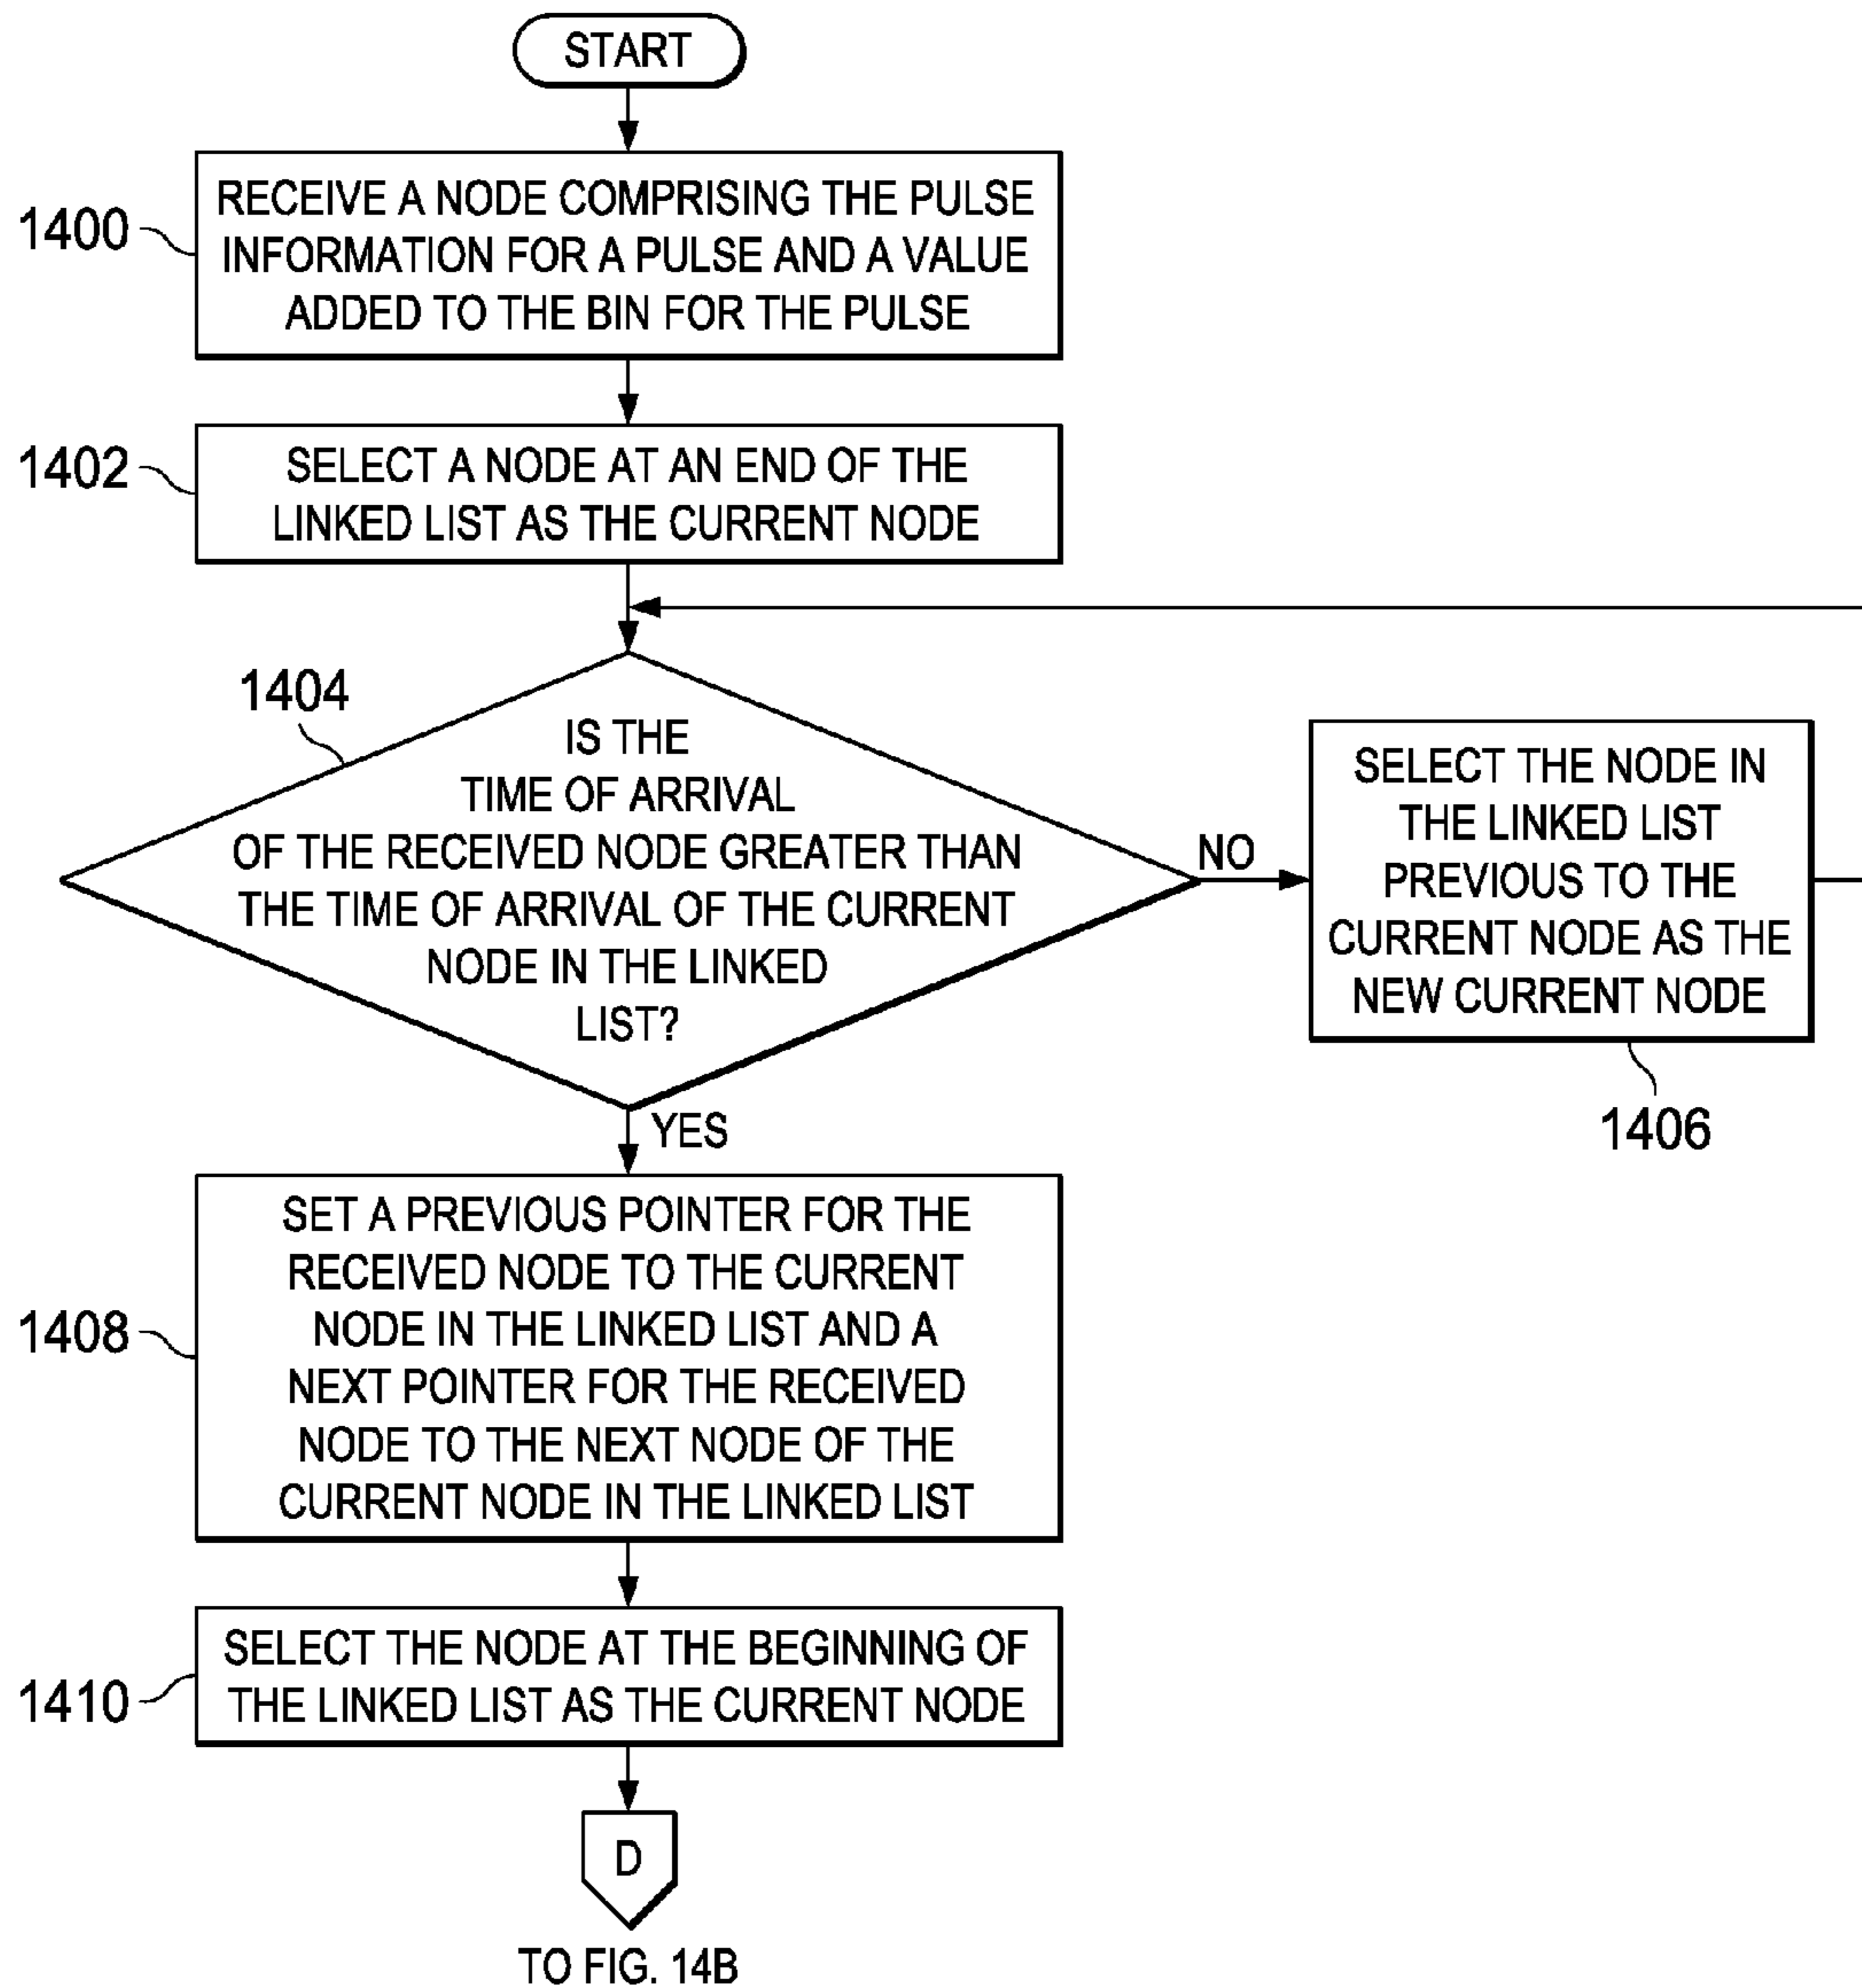 START
1400
RECEIVE A NODE COMPRISING THE PULSE
INFORMATION FOR A PULSE AND A VALUE
ADDED TO THE BIN FOR THE PULSE
1402
SELECT A NODE AT AN END OF THE
LINKED LIST AS THE CURRENT NODE
1404
IS THE
TIME OF ARRIVAL
OF THE RECEIVED NODE GREATER THAN
THE TIME OF ARRIVAL OF THE CURRENT
NODE IN THE LINKED
LIST?
NO
SELECT THE NODE IN
THE LINKED LIST
PREVIOUS TO THE
CURRENT NODE AS THE
NEW CURRENT NODE
1406
YES
1408
SET A PREVIOUS POINTER FOR THE
RECEIVED NODE TO THE CURRENT
NODE IN THE LINKED LIST AND A
NEXT POINTER FOR THE RECEIVED
NODE TO THE NEXT NODE OF THE
CURRENT NODE IN THE LINKED LIST
1410
SELECT THE NODE AT THE BEGINNING OF
THE LINKED LIST AS THE CURRENT NODE
D
TO FIG. 14B